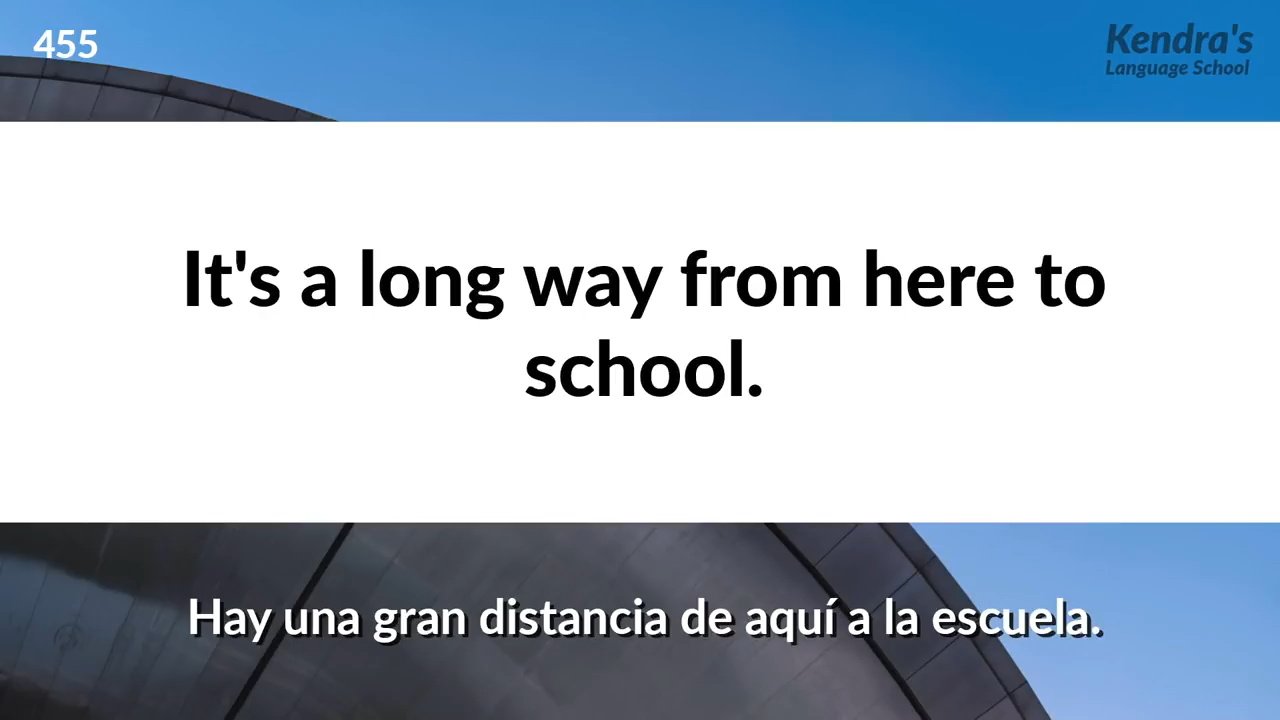 455
Kendra's
Language School
It's a long way from here to
school.
Hay una gran distancia de aquí a la escuela.